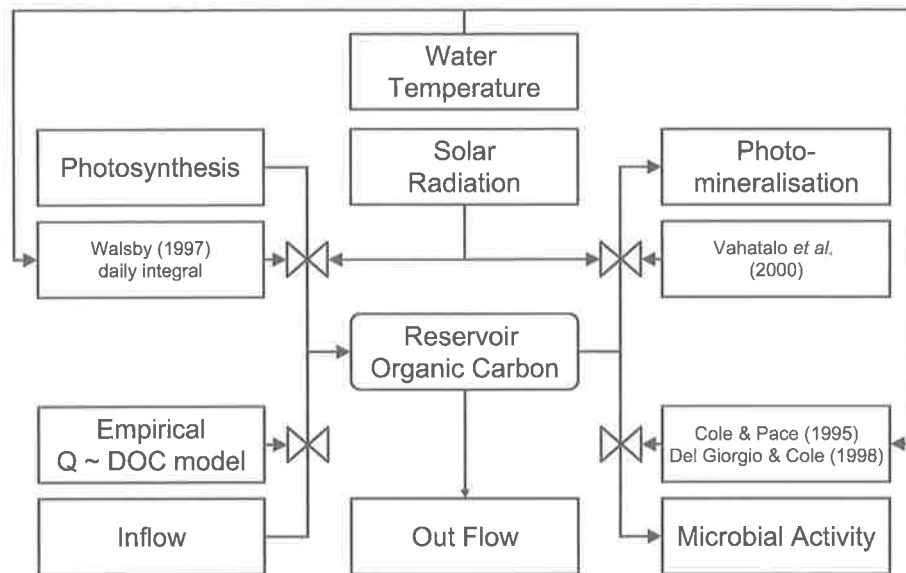 Water
Temperature
Photosynthesis
Solar
Radiation
Photo-
mineralisation
Walsby (1997)
daily integral
Vahatalo et al,
(2000)
Reservoir
Organic Carbon
Empirical
Q ~ DOC model
Cole & Pace (1995)
Del Giorgio & Cole (1998)
Inflow
Out Flow
Microbial Activity